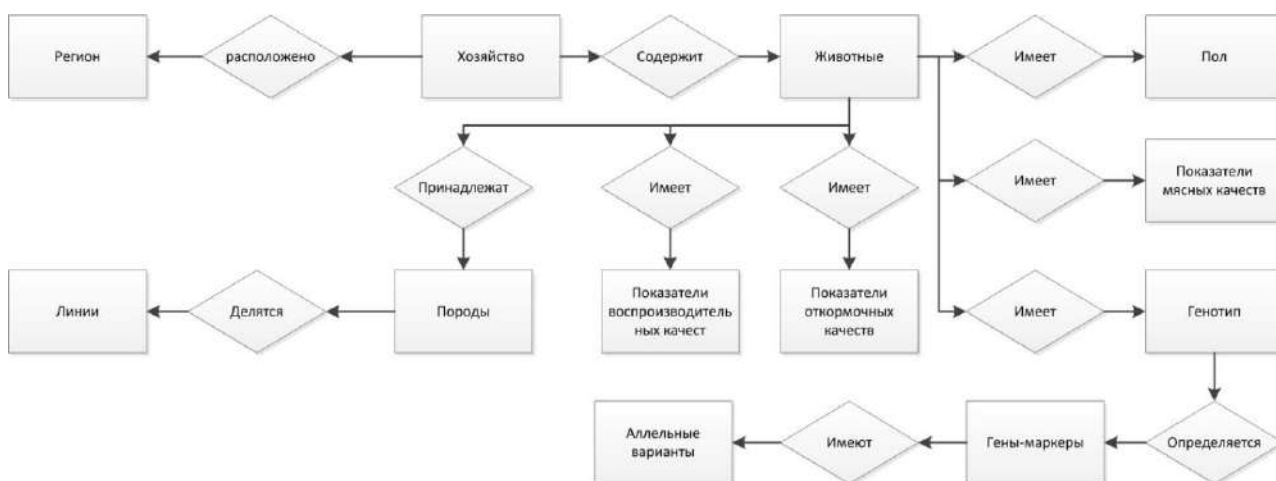 Регион
расположено
Хозяйство
Содержит
Животные
Имеет
Пол
Принадлежат
Имеет
Имеет
Имеет
Показатели
мясных качеств
Линии
Делятся
Породы
Показатели
воспроизводитель
ных качест
Показатели
откормочных
качеств
Имеет
Генотип
Аллельные
варианты
Имеют
Гены-маркеры
Определяется